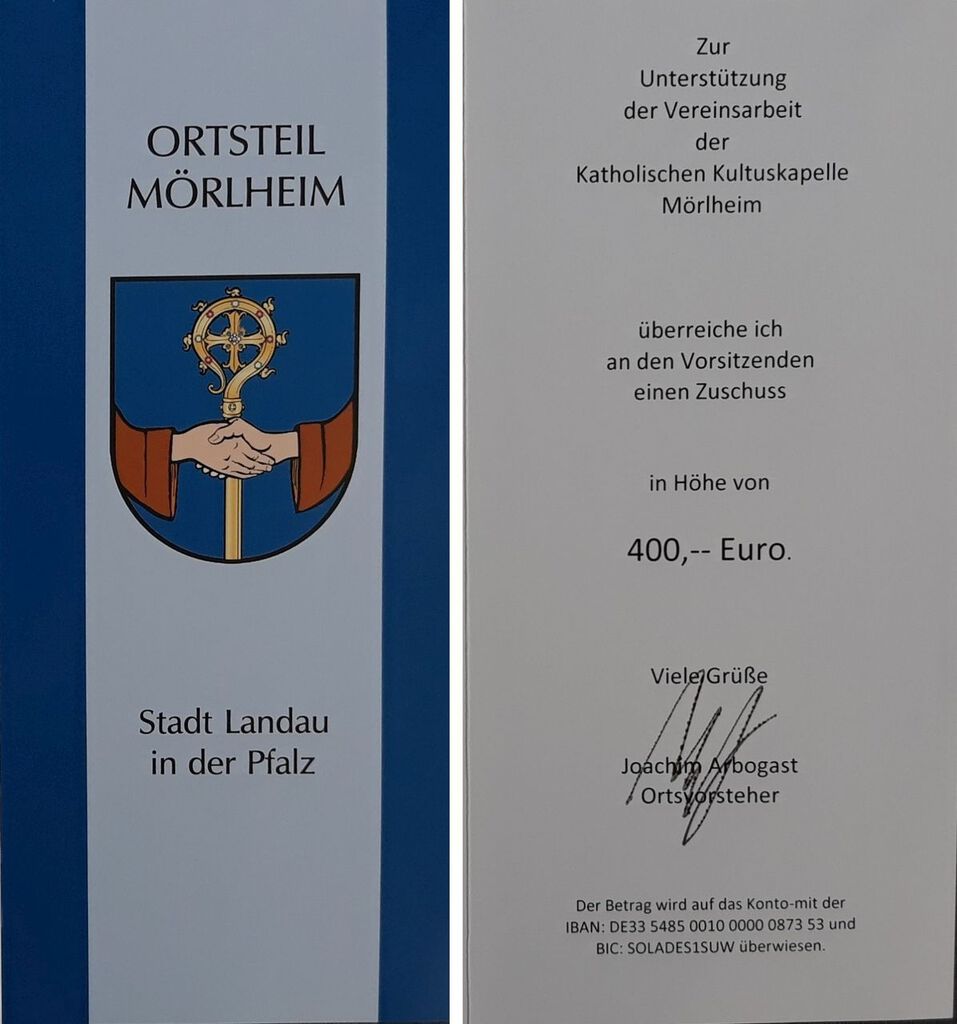 ORTSTEIL
MÖRLHEIM
Stadt Landau
in der Pfalz
Zur
Unterstützung
der Vereinsarbeit
der
Katholischen Kultuskapelle
Mörlheim
überreiche ich
an den Vorsitzenden
einen Zuschuss
in Höhe von
400,-- Euro.
Viele Grüße
Joachim Arbogast
Ortsvorsteher
Der Betrag wird auf das Konto-mit der
IBAN: DE33 5485 0010 0000 0873 53 und
BIC: SOLADES1SUW überwiesen.